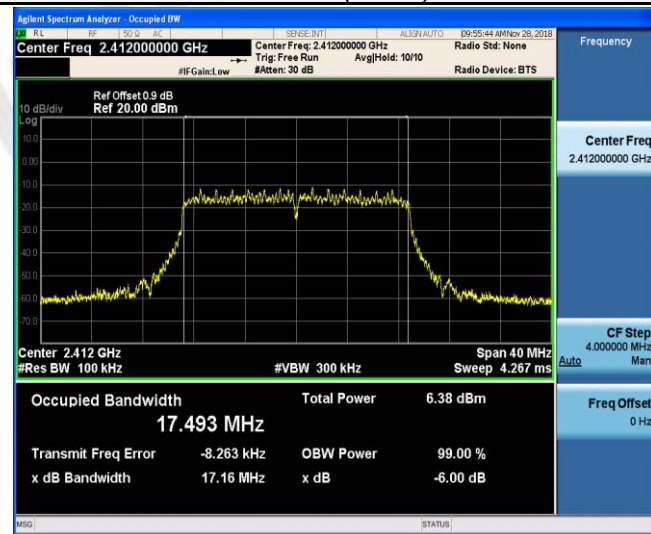 Agilent Spectrum Analyzer - Occupied BW
RL RF 50 Ω AC SENSE:INT ALIGN AUTO 09:55:44 AM Nov 28, 2018
Center Freq 2.412000000 GHz
Center Freq: 2.412000000 GHz
Radio Std: None
Trig: Free Run Avg|Hold: 10/10
#IFGain:Low #Atten: 30 dB Radio Device: BTS
Ref Offset 0.9 dB
10 dB/div Ref 20.00 dBm
Log
10.0
0.00
-10.0
-20.0
-30.0
-40.0
-50.0
-60.0
-70.0
Center 2.412 GHz Span 40 MHz
#Res BW 100 kHz #VBW 300 kHz Sweep 4.267 ms
Occupied Bandwidth Total Power 6.38 dBm
17.493 MHz
Transmit Freq Error -8.263 kHz OBW Power 99.00 %
x dB Bandwidth 17.16 MHz x dB -6.00 dB
MSG STATUS
Frequency
Center Freq
2.412000000 GHz
CF Step
4.000000 MHz
Auto Man
Freq Offset
0 Hz